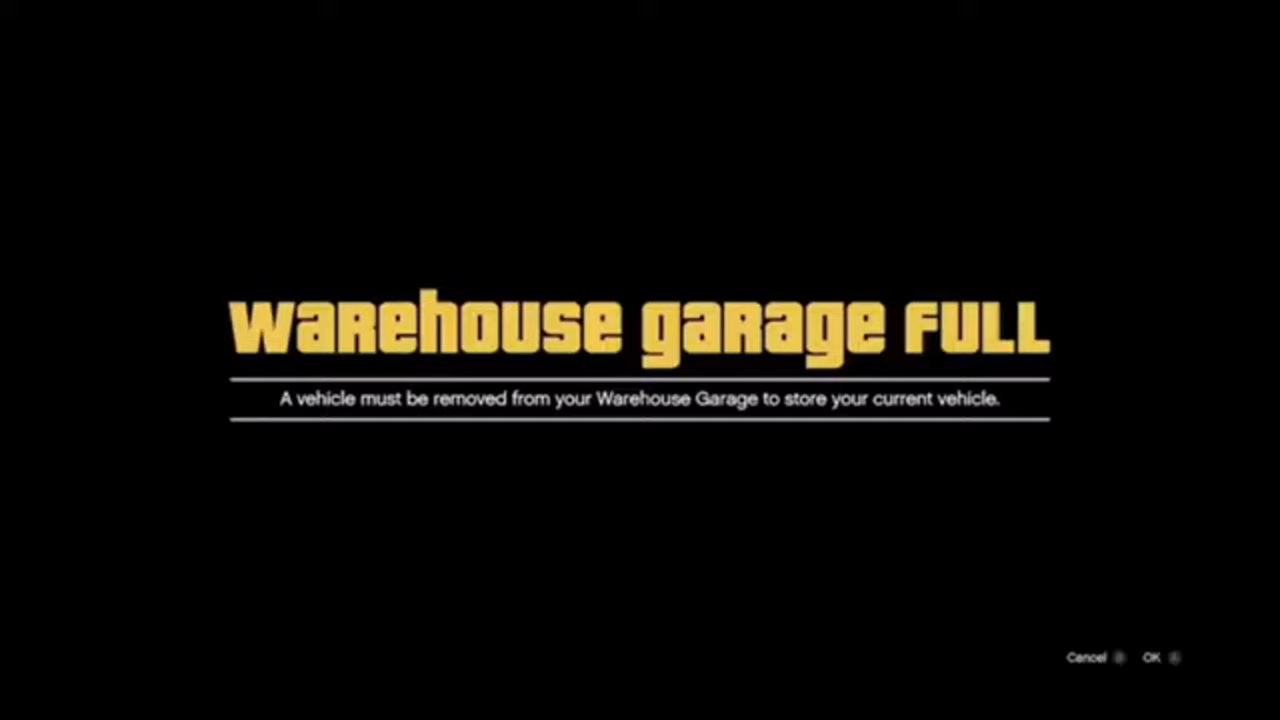 warehouse garage FULL
A vehicle must be removed from your Warehouse Garage to store your current vehicle.
Cancel OK